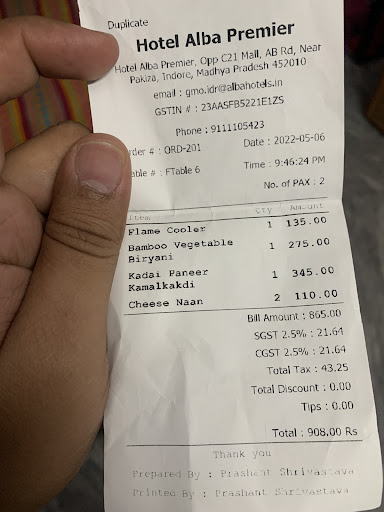 Duplicate
Hotel Alba Premier
Hotel Alba Premier, Opp C21 Mall, AB Rd, Near
Pakiza, Indore, Madhya Pradesh 452010
email : gmo.idr@albahotels.in
GSTIN # : 23AASFB5221E1ZS
Phone : 9111105423
rder # : ORD-201 Date : 2022-05-06
able # : FTable 6 Time : 9:46:24 PM
No. of PAX : 2
Item Qty Amount
Flame Cooler 1 135.00
Bamboo Vegetable 1 275.00
Biryani
Kadai Paneer 1 345.00
Kamalkakdi
Cheese Naan 2 110.00
Bill Amount : 865.00
SGST 2.5% : 21.64
CGST 2.5% : 21.64
Total Tax : 43.25
Total Discount : 0.00
Tips : 0.00
Total : 908.00 Rs
Thank you
Prepared By : Prashant Shrivastava
Printed By : Prashant Shrivastava